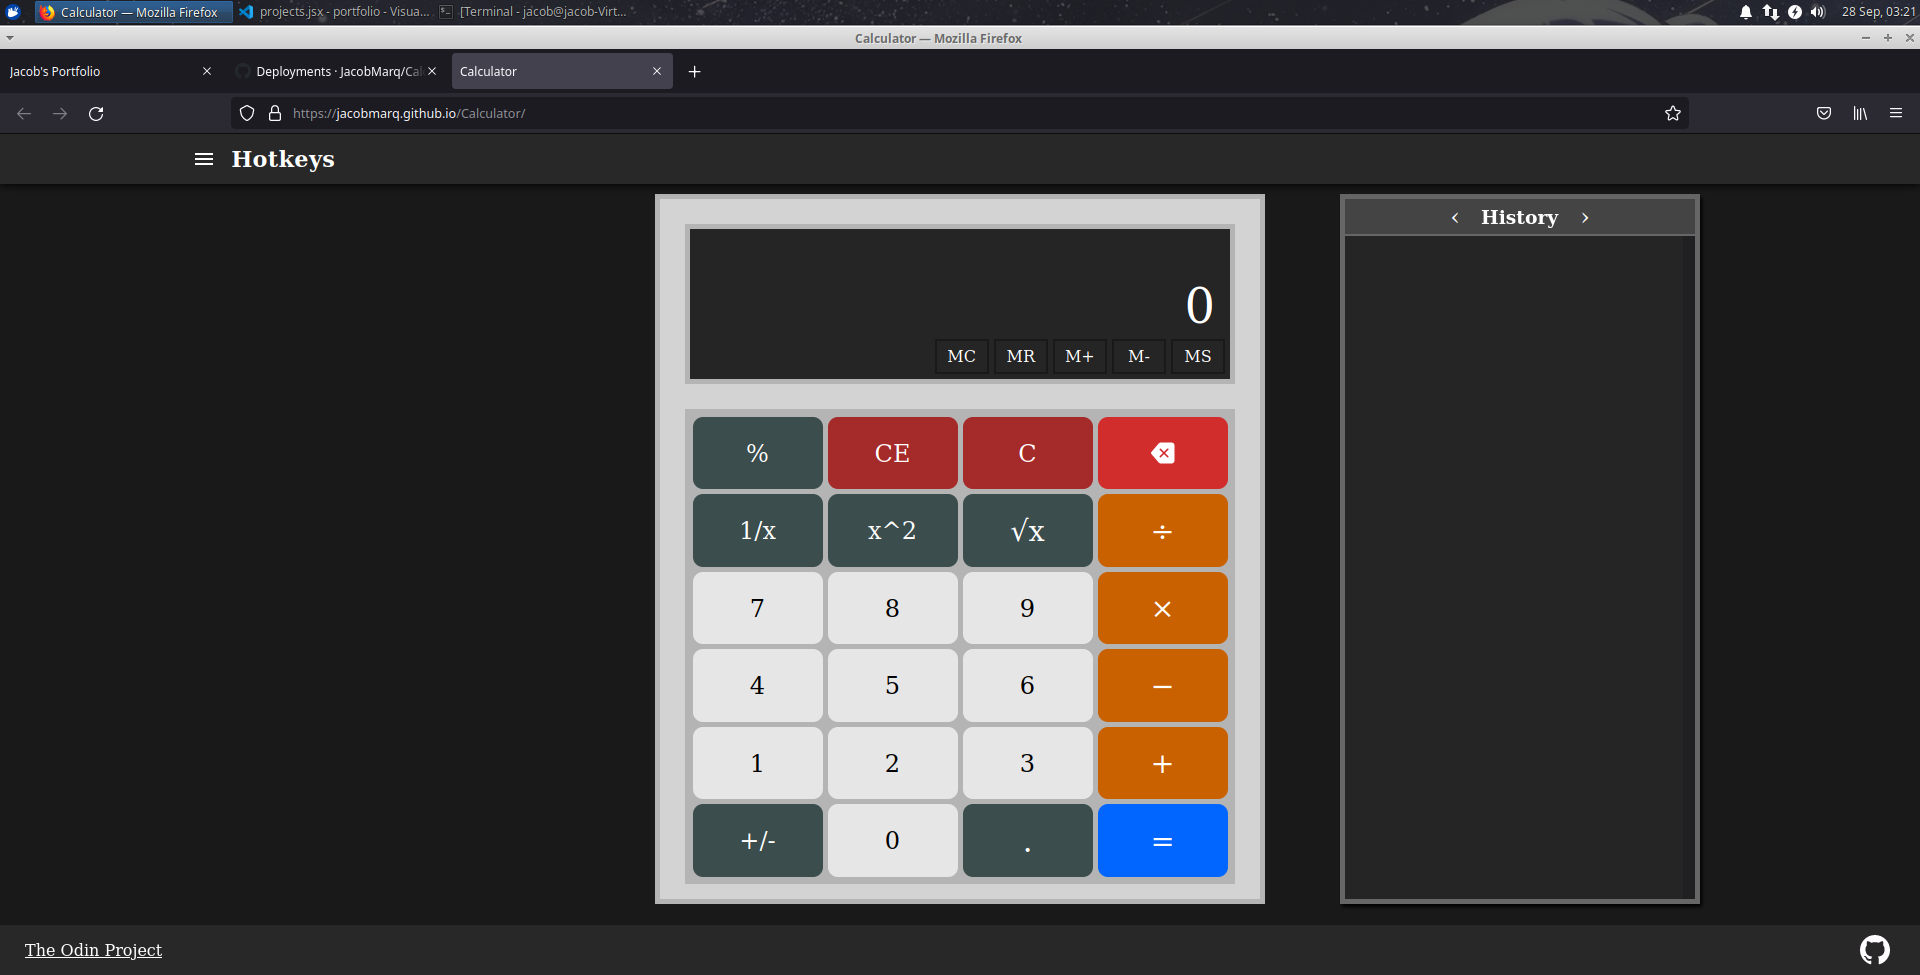 Calculator — Mozilla Firefox
projects.jsx - portfolio - Visua...
[Terminal - jacob@jacob-Virt...
28 Sep, 03:21
Calculator — Mozilla Firefox
Jacob's Portfolio
Deployments · JacobMarq/Cal
Calculator
https://jacobmarq.github.io/Calculator/
Hotkeys
‹ History ›
0
MC MR M+ M- MS
% CE C
1/x x^2 √x ÷
7 8 9 ×
4 5 6 −
1 2 3 +
+/- 0 . =
The Odin Project